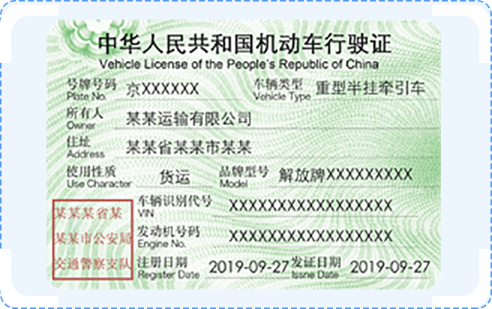 中华人民共和国机动车行驶证
Vehicle License of the People's Republic of China
号牌号码 京XXXXXX 车辆类型 重型半挂牵引车
Plate No. Vehicle Type
所有人 某某运输有限公司
Owner
住址 某某省某某市某某
Address
使用性质 货运 品牌型号 解放牌XXXXXXXXX
Use Character Model
车辆识别代号 XXXXXXXXXXXXXXXXX
VIN
发动机号码 XXXXXXXXXXXXXXXXX
Engine No.
某某某省某
某某市公安局
交通警察支队
注册日期 2019-09-27 发证日期 2019-09-27
Register Date Issne Date